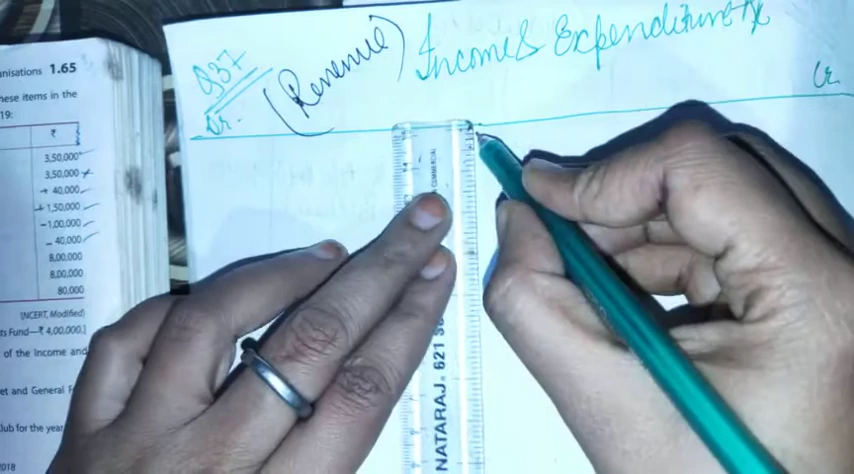 anisations 1.65
hese items in the
19:
₹
3,50,000
3,50,000
+ 40,000
+ 1,50,000
-1,00,000
- 40,000
8,00,000
8,00,000
80,000
(NCERT, Modified)
ts Fund—₹ 4,00,000.]
of the Income and
et and General F
lub for the year
2018
Q37
(Revenue) Income & Expenditure A/c
Dr.
Cr.
COMMERCIAL
NATARAJ® 621 30